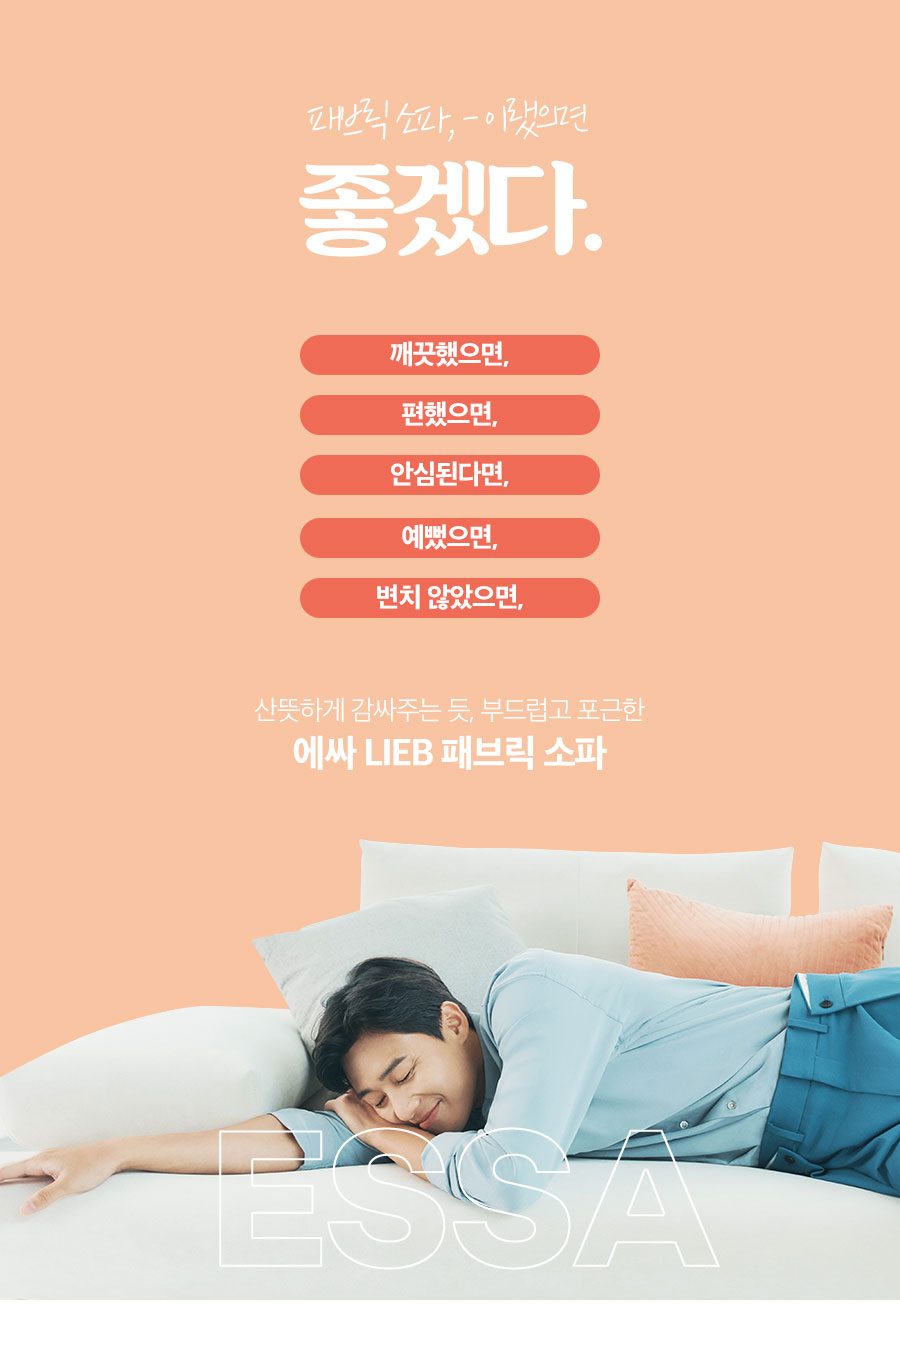 패브릭 소파, - 이랬으면
좋겠다.
깨끗했으면,
편했으면,
안심된다면,
예뻤으면,
변치 않았으면,
산뜻하게 감싸주는 듯, 부드럽고 포근한
에싸 LIEB 패브릭 소파
ESSA